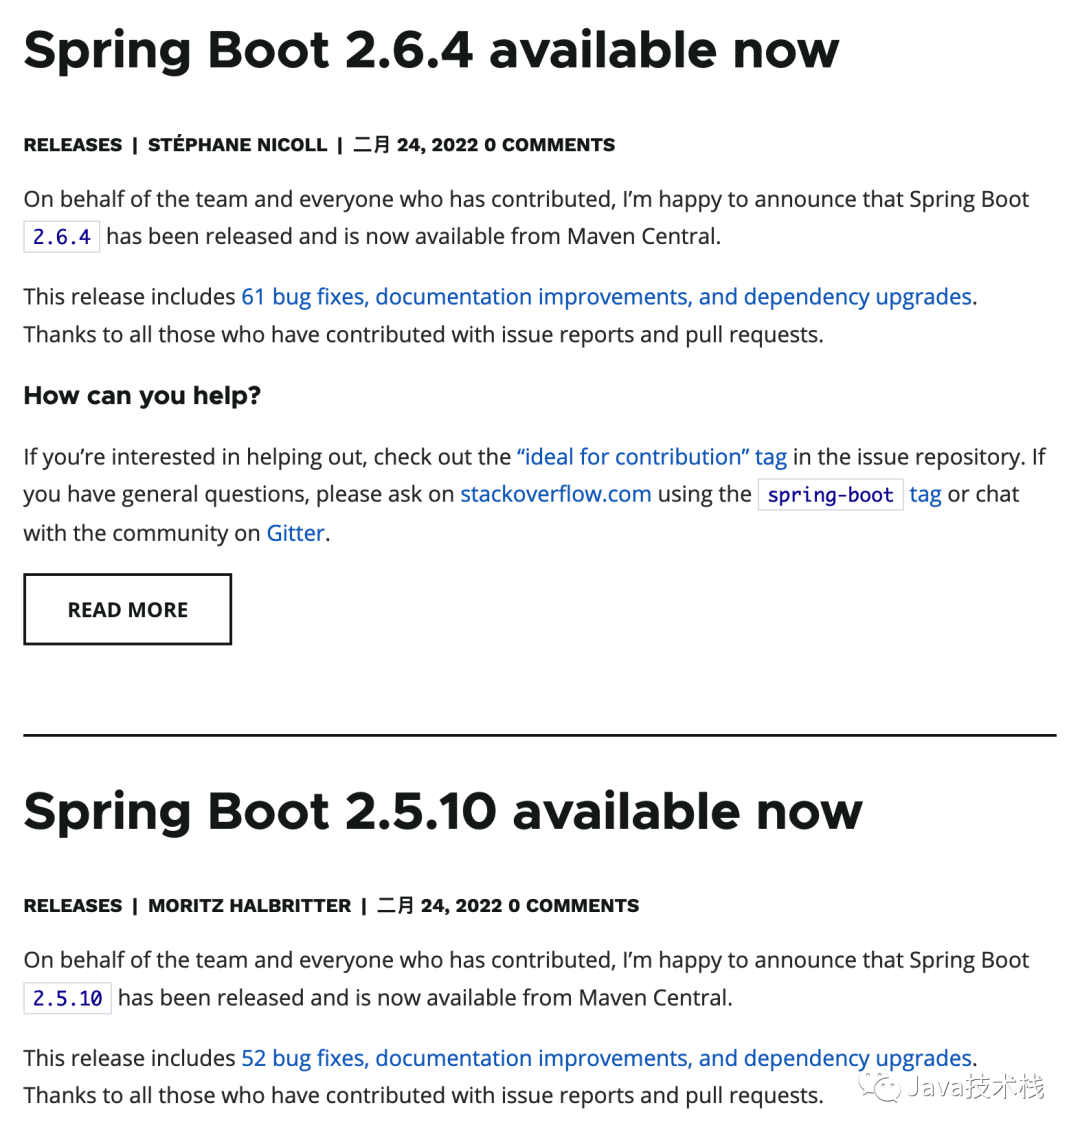 Spring Boot 2.6.4 available now
RELEASES | STÉPHANE NICOLL | 二月 24, 2022 0 COMMENTS
On behalf of the team and everyone who has contributed, I’m happy to announce that Spring Boot
2.6.4 has been released and is now available from Maven Central.
This release includes 61 bug fixes, documentation improvements, and dependency upgrades.
Thanks to all those who have contributed with issue reports and pull requests.
How can you help?
If you’re interested in helping out, check out the “ideal for contribution” tag in the issue repository. If
you have general questions, please ask on stackoverflow.com using the spring-boot tag or chat
with the community on Gitter.
READ MORE
Spring Boot 2.5.10 available now
RELEASES | MORITZ HALBRITTER | 二月 24, 2022 0 COMMENTS
On behalf of the team and everyone who has contributed, I’m happy to announce that Spring Boot
2.5.10 has been released and is now available from Maven Central.
This release includes 52 bug fixes, documentation improvements, and dependency upgrades.
Thanks to all those who have contributed with issue reports and pull requests.
Java技术栈